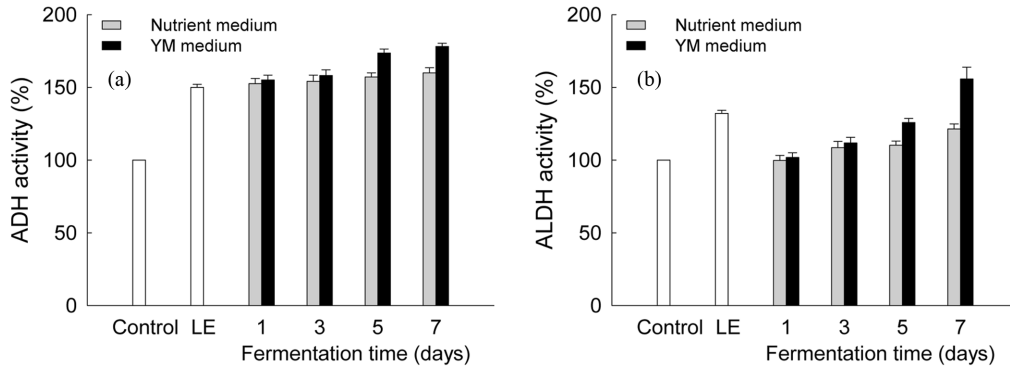 200
150
100
50
0
ADH activity (%)
Nutrient medium
YM medium
(a)
Control LE 1 3 5 7
Fermentation time (days)
200
150
100
50
0
ALDH activity (%)
Nutrient medium
YM medium
(b)
Control LE 1 3 5 7
Fermentation time (days)